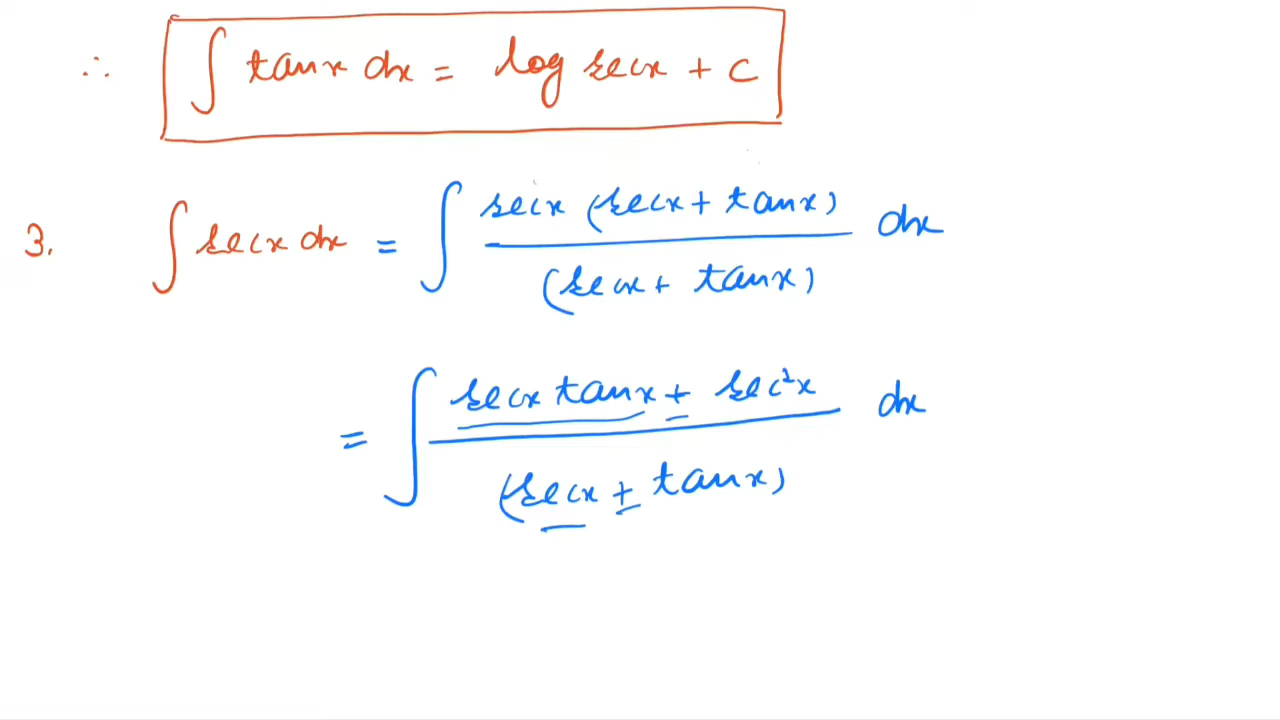 ∴ ∫ tanx dx = log secx + c
3. ∫ secx dx = ∫ secx (secx + tanx) / (secx + tanx) dx
= ∫ secx tanx + sec²x / (secx + tanx) dx